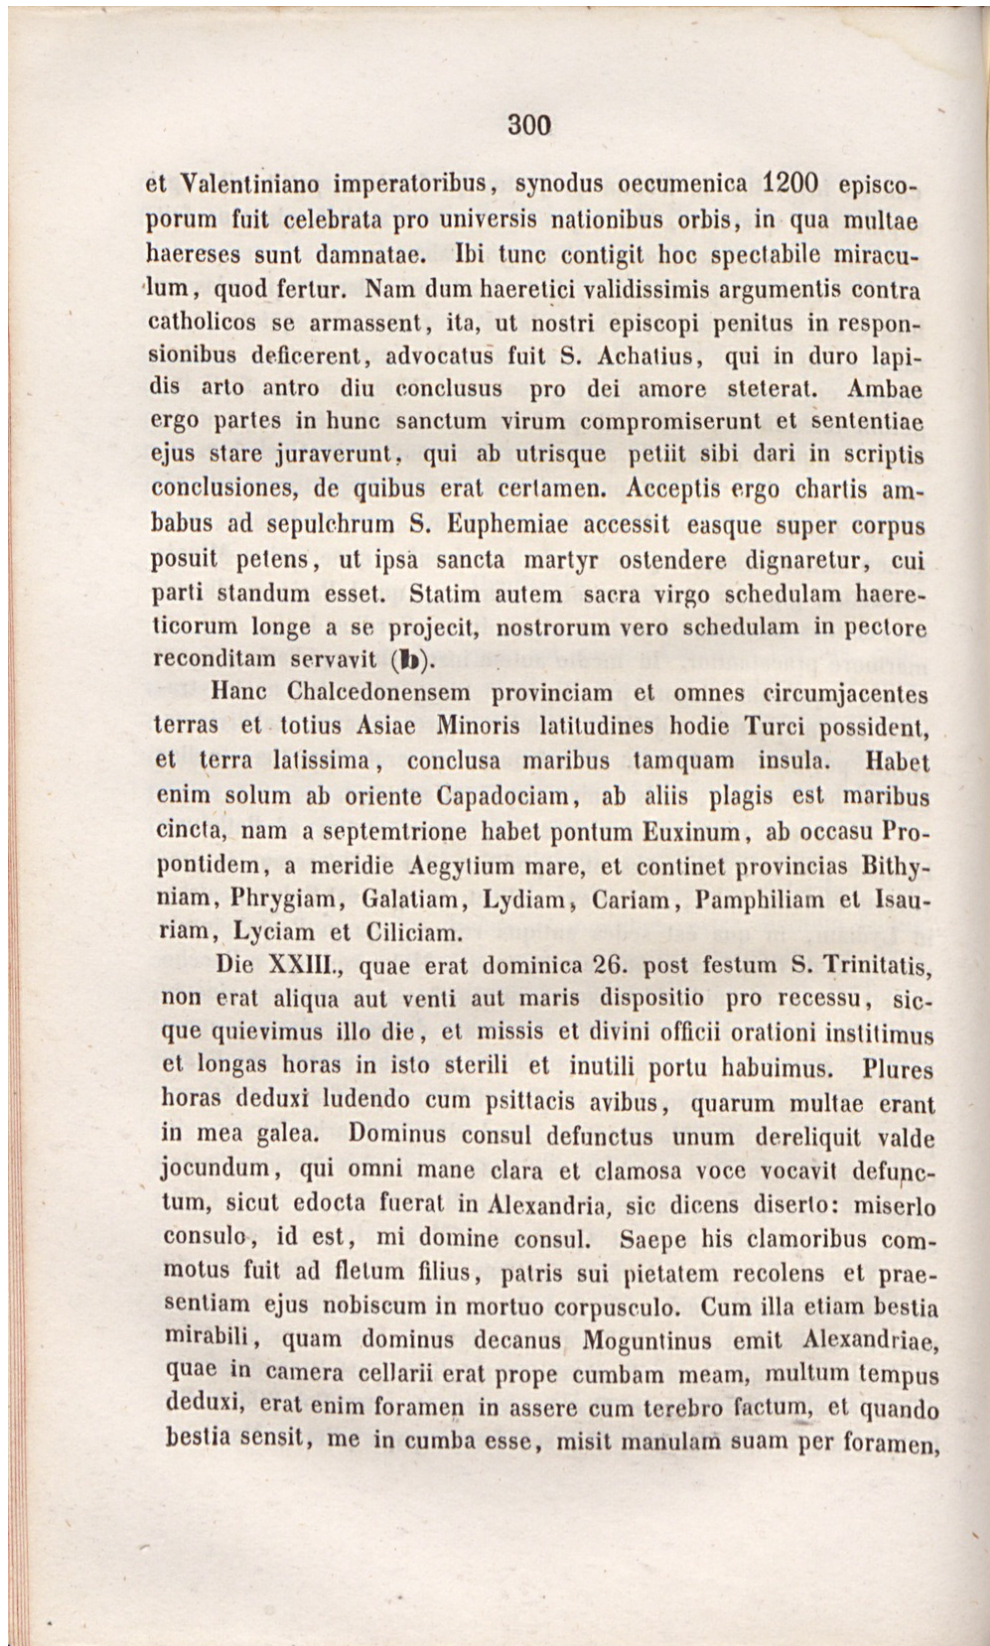 300
et Valentiniano imperatoribus, synodus oecumenica 1200 episco-
porum fuit celebrata pro universis nationibus orbis, in qua multae
haereses sunt damnatae. Ibi tunc contigit hoc spectabile miracu-
lum, quod fertur. Nam dum haeretici validissimis argumentis contra
catholicos se armassent, ita, ut nostri episcopi penitus in respon-
sionibus deficerent, advocatus fuit S. Achatius, qui in duro lapi-
dis arto antro diu conclusus pro dei amore steterat. Ambae
ergo partes in hunc sanctum virum compromiserunt et sententiae
ejus stare juraverunt, qui ab utrisque petiit sibi dari in scriptis
conclusiones, de quibus erat certamen. Acceptis ergo chartis am-
babus ad sepulchrum S. Euphemiae accessit easque super corpus
posuit petens, ut ipsa sancta martyr ostendere dignaretur, cui
parti standum esset. Statim autem sacra virgo schedulam haere-
ticorum longe a se projecit, nostrorum vero schedulam in pectore
reconditam servavit (b).
Hanc Chalcedonensem provinciam et omnes circumjacentes
terras et totius Asiae Minoris latitudines hodie Turci possident,
et terra latissima, conclusa maribus tamquam insula. Habet
enim solum ab oriente Capadociam, ab aliis plagis est maribus
cincta, nam a septemtrione habet pontum Euxinum, ab occasu Pro-
pontidem, a meridie Aegytium mare, et continet provincias Bithy-
niam, Phrygiam, Galatiam, Lydiam, Cariam, Pamphiliam et Isau-
riam, Lyciam et Ciliciam.
Die XXIII., quae erat dominica 26. post festum S. Trinitatis,
non erat aliqua aut venti aut maris dispositio pro recessu, sic-
que quievimus illo die, et missis et divini officii orationi institimus
et longas horas in isto sterili et inutili portu habuimus. Plures
horas deduxi ludendo cum psittacis avibus, quarum multae erant
in mea galea. Dominus consul defunctus unum dereliquit valde
jocundum, qui omni mane clara et clamosa voce vocavit defunc-
tum, sicut edocta fuerat in Alexandria, sic dicens diserto: miserlo
consulo, id est, mi domine consul. Saepe his clamoribus com-
motus fuit ad fletum filius, patris sui pietatem recolens et prae-
sentiam ejus nobiscum in mortuo corpusculo. Cum illa etiam bestia
mirabili, quam dominus decanus Moguntinus emit Alexandriae,
quae in camera cellarii erat prope cumbam meam, multum tempus
deduxi, erat enim foramen in assere cum terebro factum, et quando
bestia sensit, me in cumba esse, misit manulam suam per foramen,